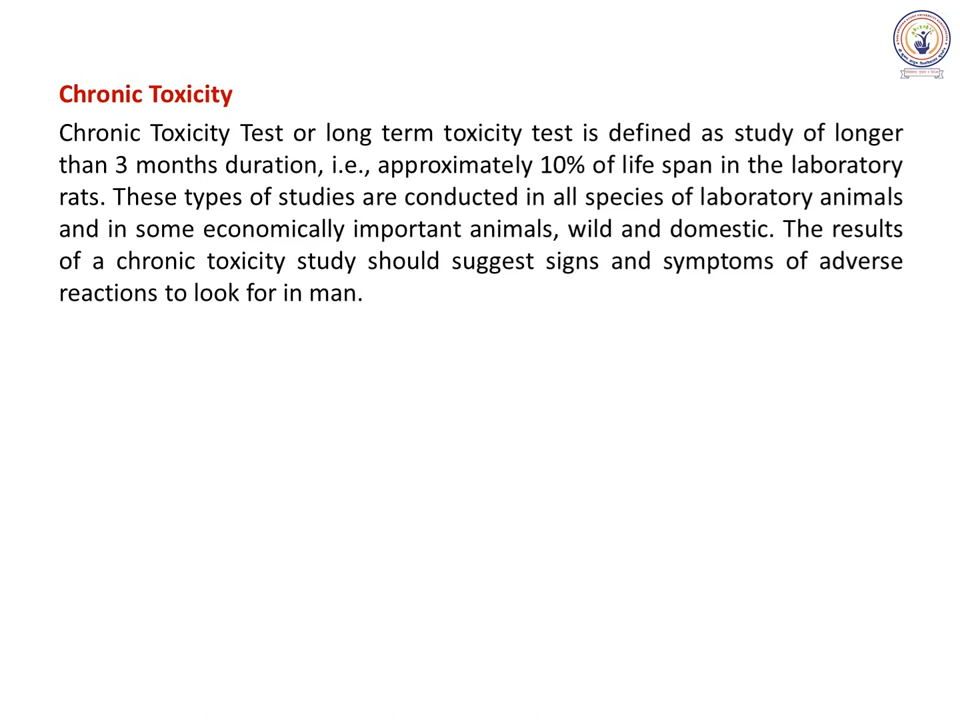 Chronic Toxicity
Chronic Toxicity Test or long term toxicity test is defined as study of longer
than 3 months duration, i.e., approximately 10% of life span in the laboratory
rats. These types of studies are conducted in all species of laboratory animals
and in some economically important animals, wild and domestic. The results
of a chronic toxicity study should suggest signs and symptoms of adverse
reactions to look for in man.